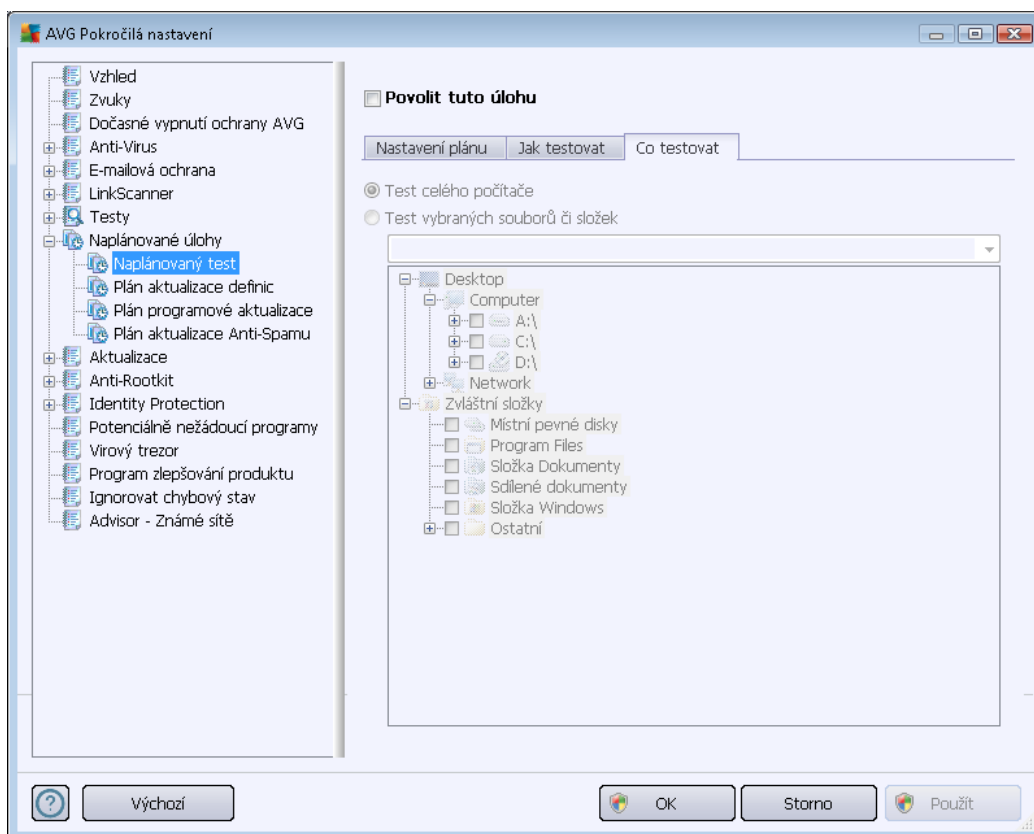 AVG Pokročilá nastavení
Vzhled
Zvuky
Dočasné vypnutí ochrany AVG
Anti-Virus
E-mailová ochrana
LinkScanner
Testy
Naplánované úlohy
Naplánovaný test
Plán aktualizace definic
Plán programové aktualizace
Plán aktualizace Anti-Spamu
Aktualizace
Anti-Rootkit
Identity Protection
Potenciálně nežádoucí programy
Virový trezor
Program zlepšování produktu
Ignorovat chybový stav
Advisor - Známé sítě
Povolit tuto úlohu
Nastavení plánu Jak testovat Co testovat
Test celého počítače
Test vybraných souborů či složek
Desktop
Computer
A:\
C:\
D:\
Network
Zvláštní složky
Místní pevné disky
Program Files
Složka Dokumenty
Sdílené dokumenty
Složka Windows
Ostatní
? Výchozí OK Storno Použít